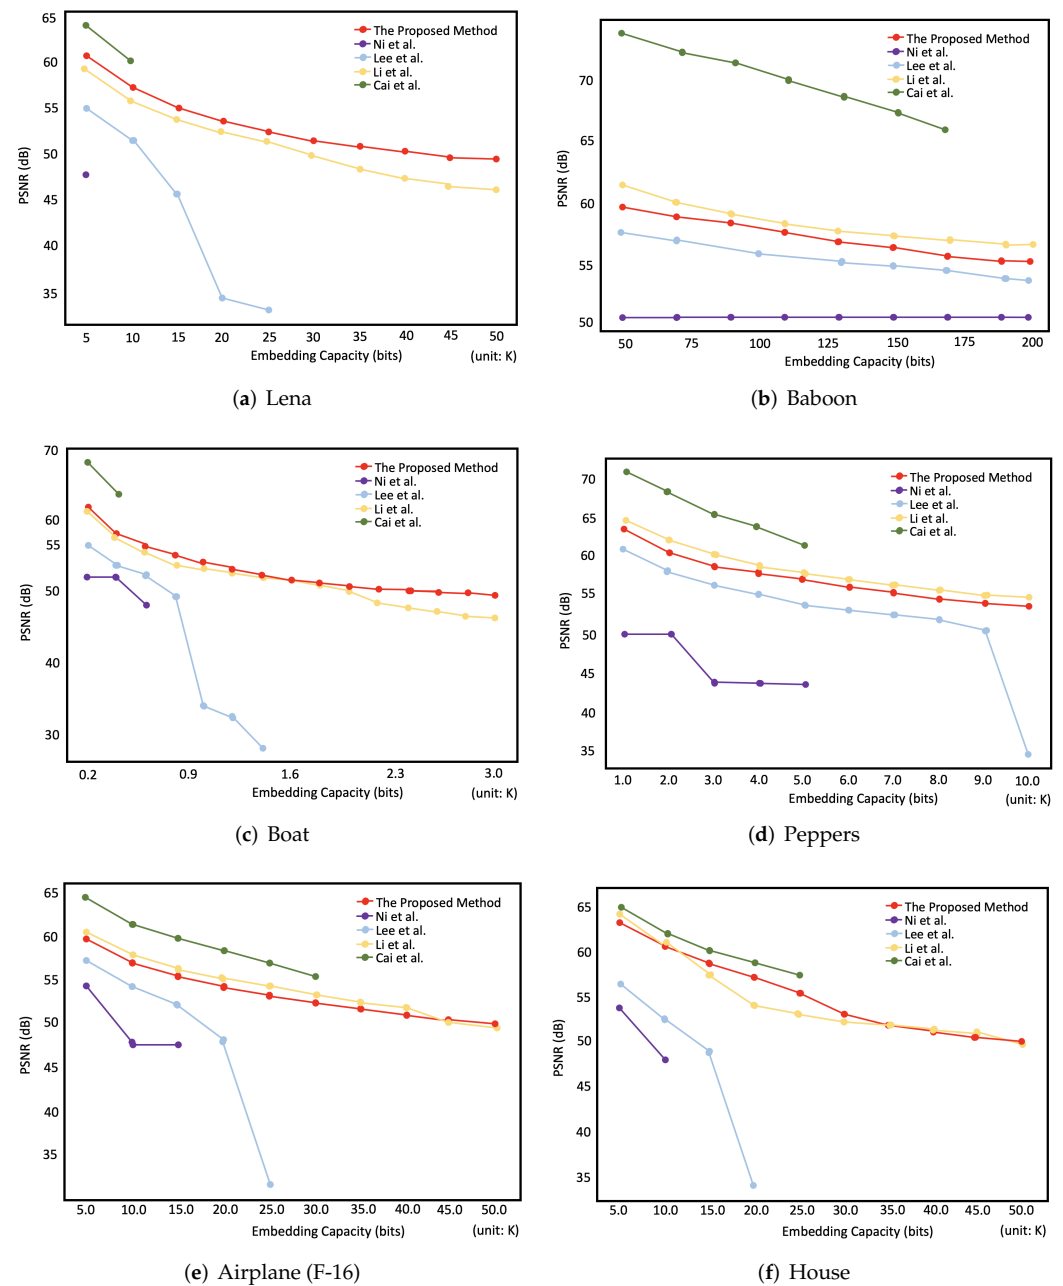 65
60
55
50
45
40
35
PSNR (dB)
The Proposed Method
Ni et al.
Lee et al.
Li et al.
Cai et al.
5 10 15 20 25 30 35 40 45 50
Embedding Capacity (bits) (unit: K)
(a) Lena
70
65
60
55
50
PSNR (dB)
The Proposed Method
Ni et al.
Lee et al.
Li et al.
Cai et al.
50 75 100 125 150 175 200
Embedding Capacity (bits)
(b) Baboon
70
60
55
50
40
30
PSNR (dB)
The Proposed Method
Ni et al.
Lee et al.
Li et al.
Cai et al.
0.2 0.9 1.6 2.3 3.0
Embedding Capacity (bits) (unit: K)
(c) Boat
70
65
60
55
50
45
40
35
PSNR (dB)
The Proposed Method
Ni et al.
Lee et al.
Li et al.
Cai et al.
1.0 2.0 3.0 4.0 5.0 6.0 7.0 8.0 9.0 10.0
Embedding Capacity (bits) (unit: K)
(d) Peppers
65
60
55
50
45
40
35
PSNR (dB)
The Proposed Method
Ni et al.
Lee et al.
Li et al.
Cai et al.
5.0 10.0 15.0 20.0 25.0 30.0 35.0 40.0 45.0 50.0
Embedding Capacity (bits) (unit: K)
(e) Airplane (F-16)
65
60
55
50
45
40
35
PSNR (dB)
The Proposed Method
Ni et al.
Lee et al.
Li et al.
Cai et al.
5.0 10.0 15.0 20.0 25.0 30.0 35.0 40.0 45.0 50.0
Embedding Capacity (bits) (unit: K)
(f) House